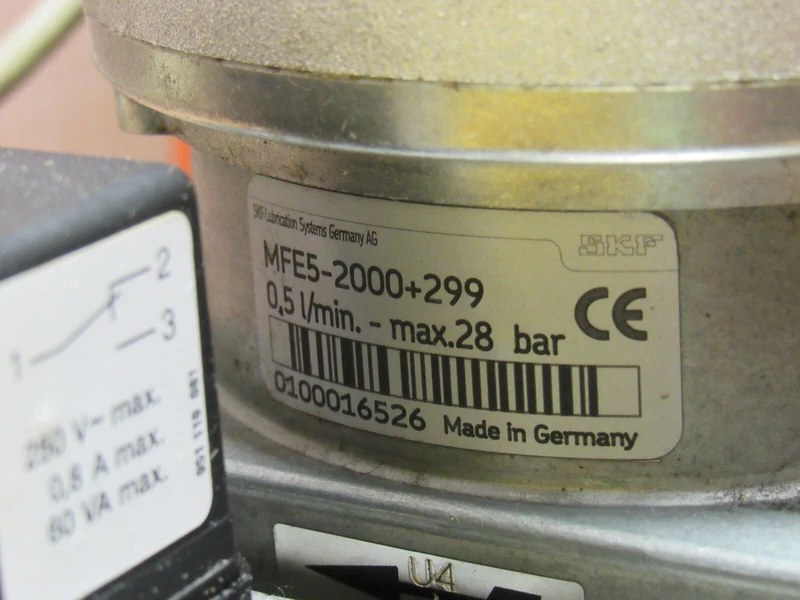 SKF Lubrication Systems Germany AG
SKF
MFE5-2000+299
0,5 l/min. - max.28 bar
CE
0100016526 Made in Germany
2
1
3
250 V~ max.
0,8 A max.
60 VA max.
U4